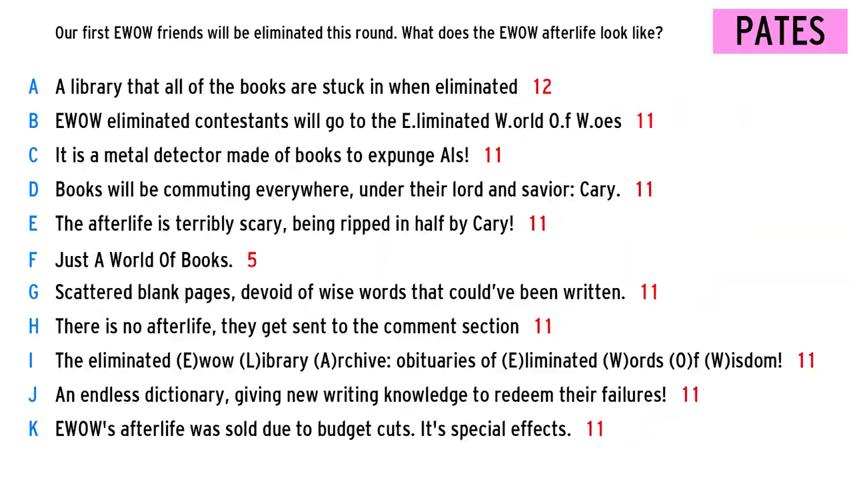 Our first EWOW friends will be eliminated this round. What does the EWOW afterlife look like?
PATES
A A library that all of the books are stuck in when eliminated 12
B EWOW eliminated contestants will go to the E.liminated W.orld O.f W.oes 11
C It is a metal detector made of books to expunge AIs! 11
D Books will be commuting everywhere, under their lord and savior: Cary. 11
E The afterlife is terribly scary, being ripped in half by Cary! 11
F Just A World Of Books. 5
G Scattered blank pages, devoid of wise words that could've been written. 11
H There is no afterlife, they get sent to the comment section 11
I The eliminated (E)wow (L)ibrary (A)rchive: obituaries of (E)liminated (W)ords (O)f (W)isdom! 11
J An endless dictionary, giving new writing knowledge to redeem their failures! 11
K EWOW's afterlife was sold due to budget cuts. It's special effects. 11